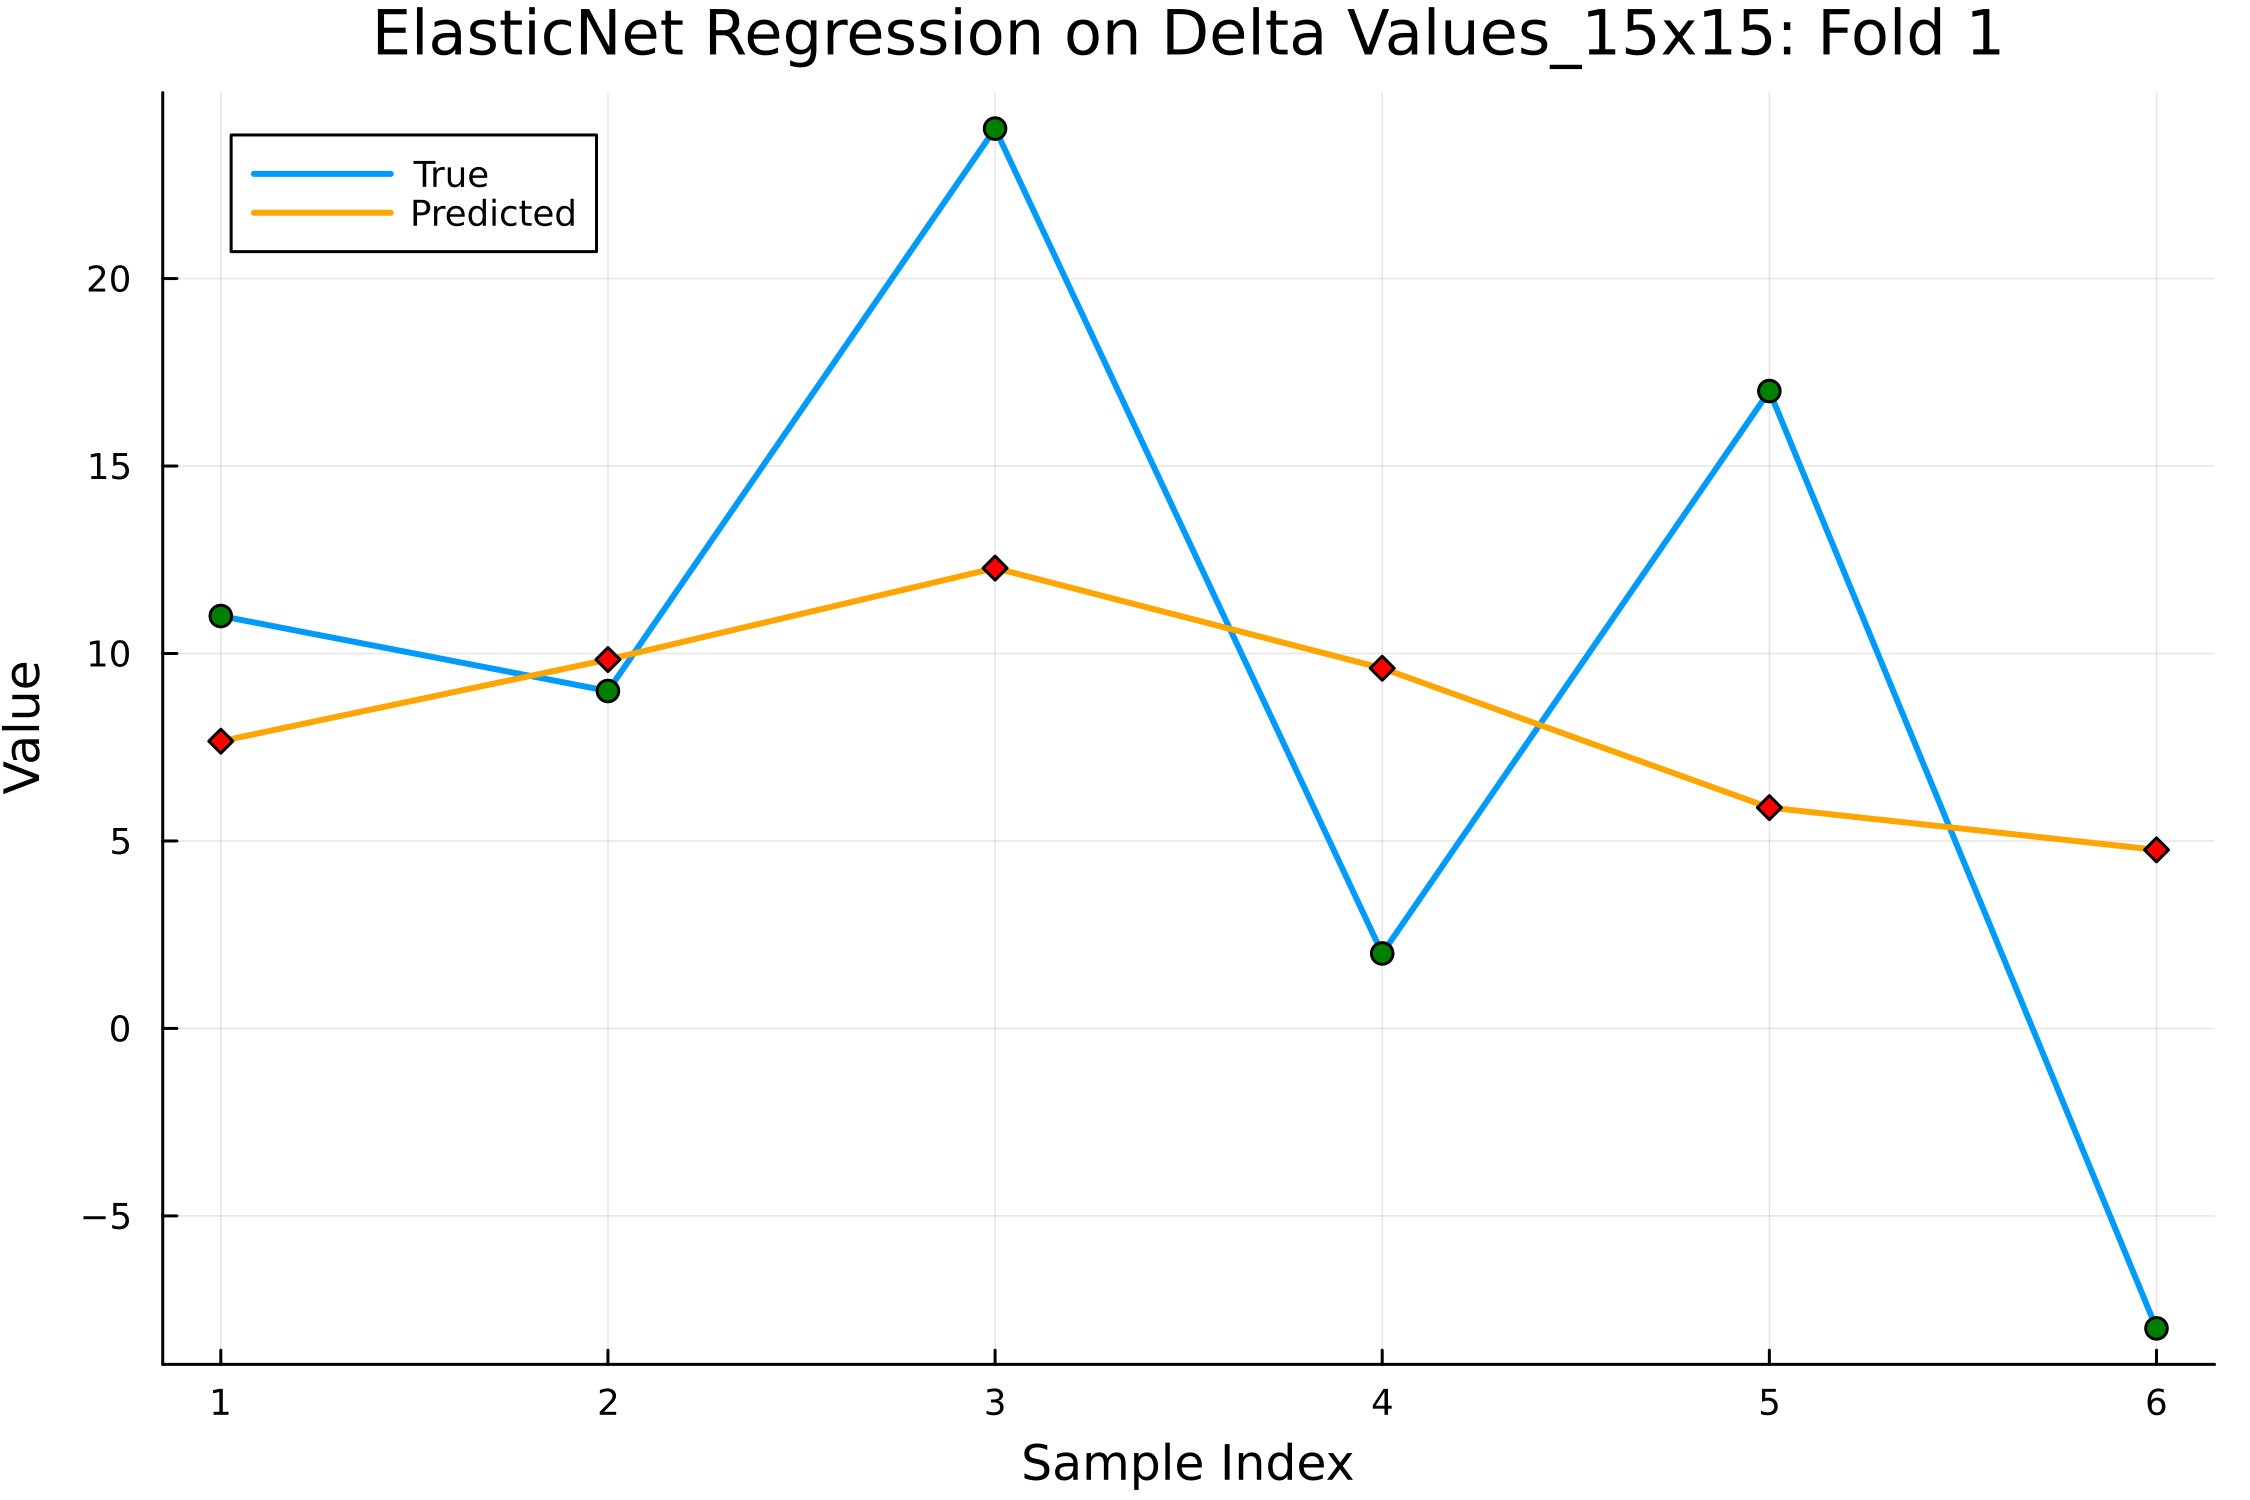 ElasticNet Regression on Delta Values_15x15: Fold 1
True
Predicted
20
15
10
5
0
−5
Value
1 2 3 4 5 6
Sample Index